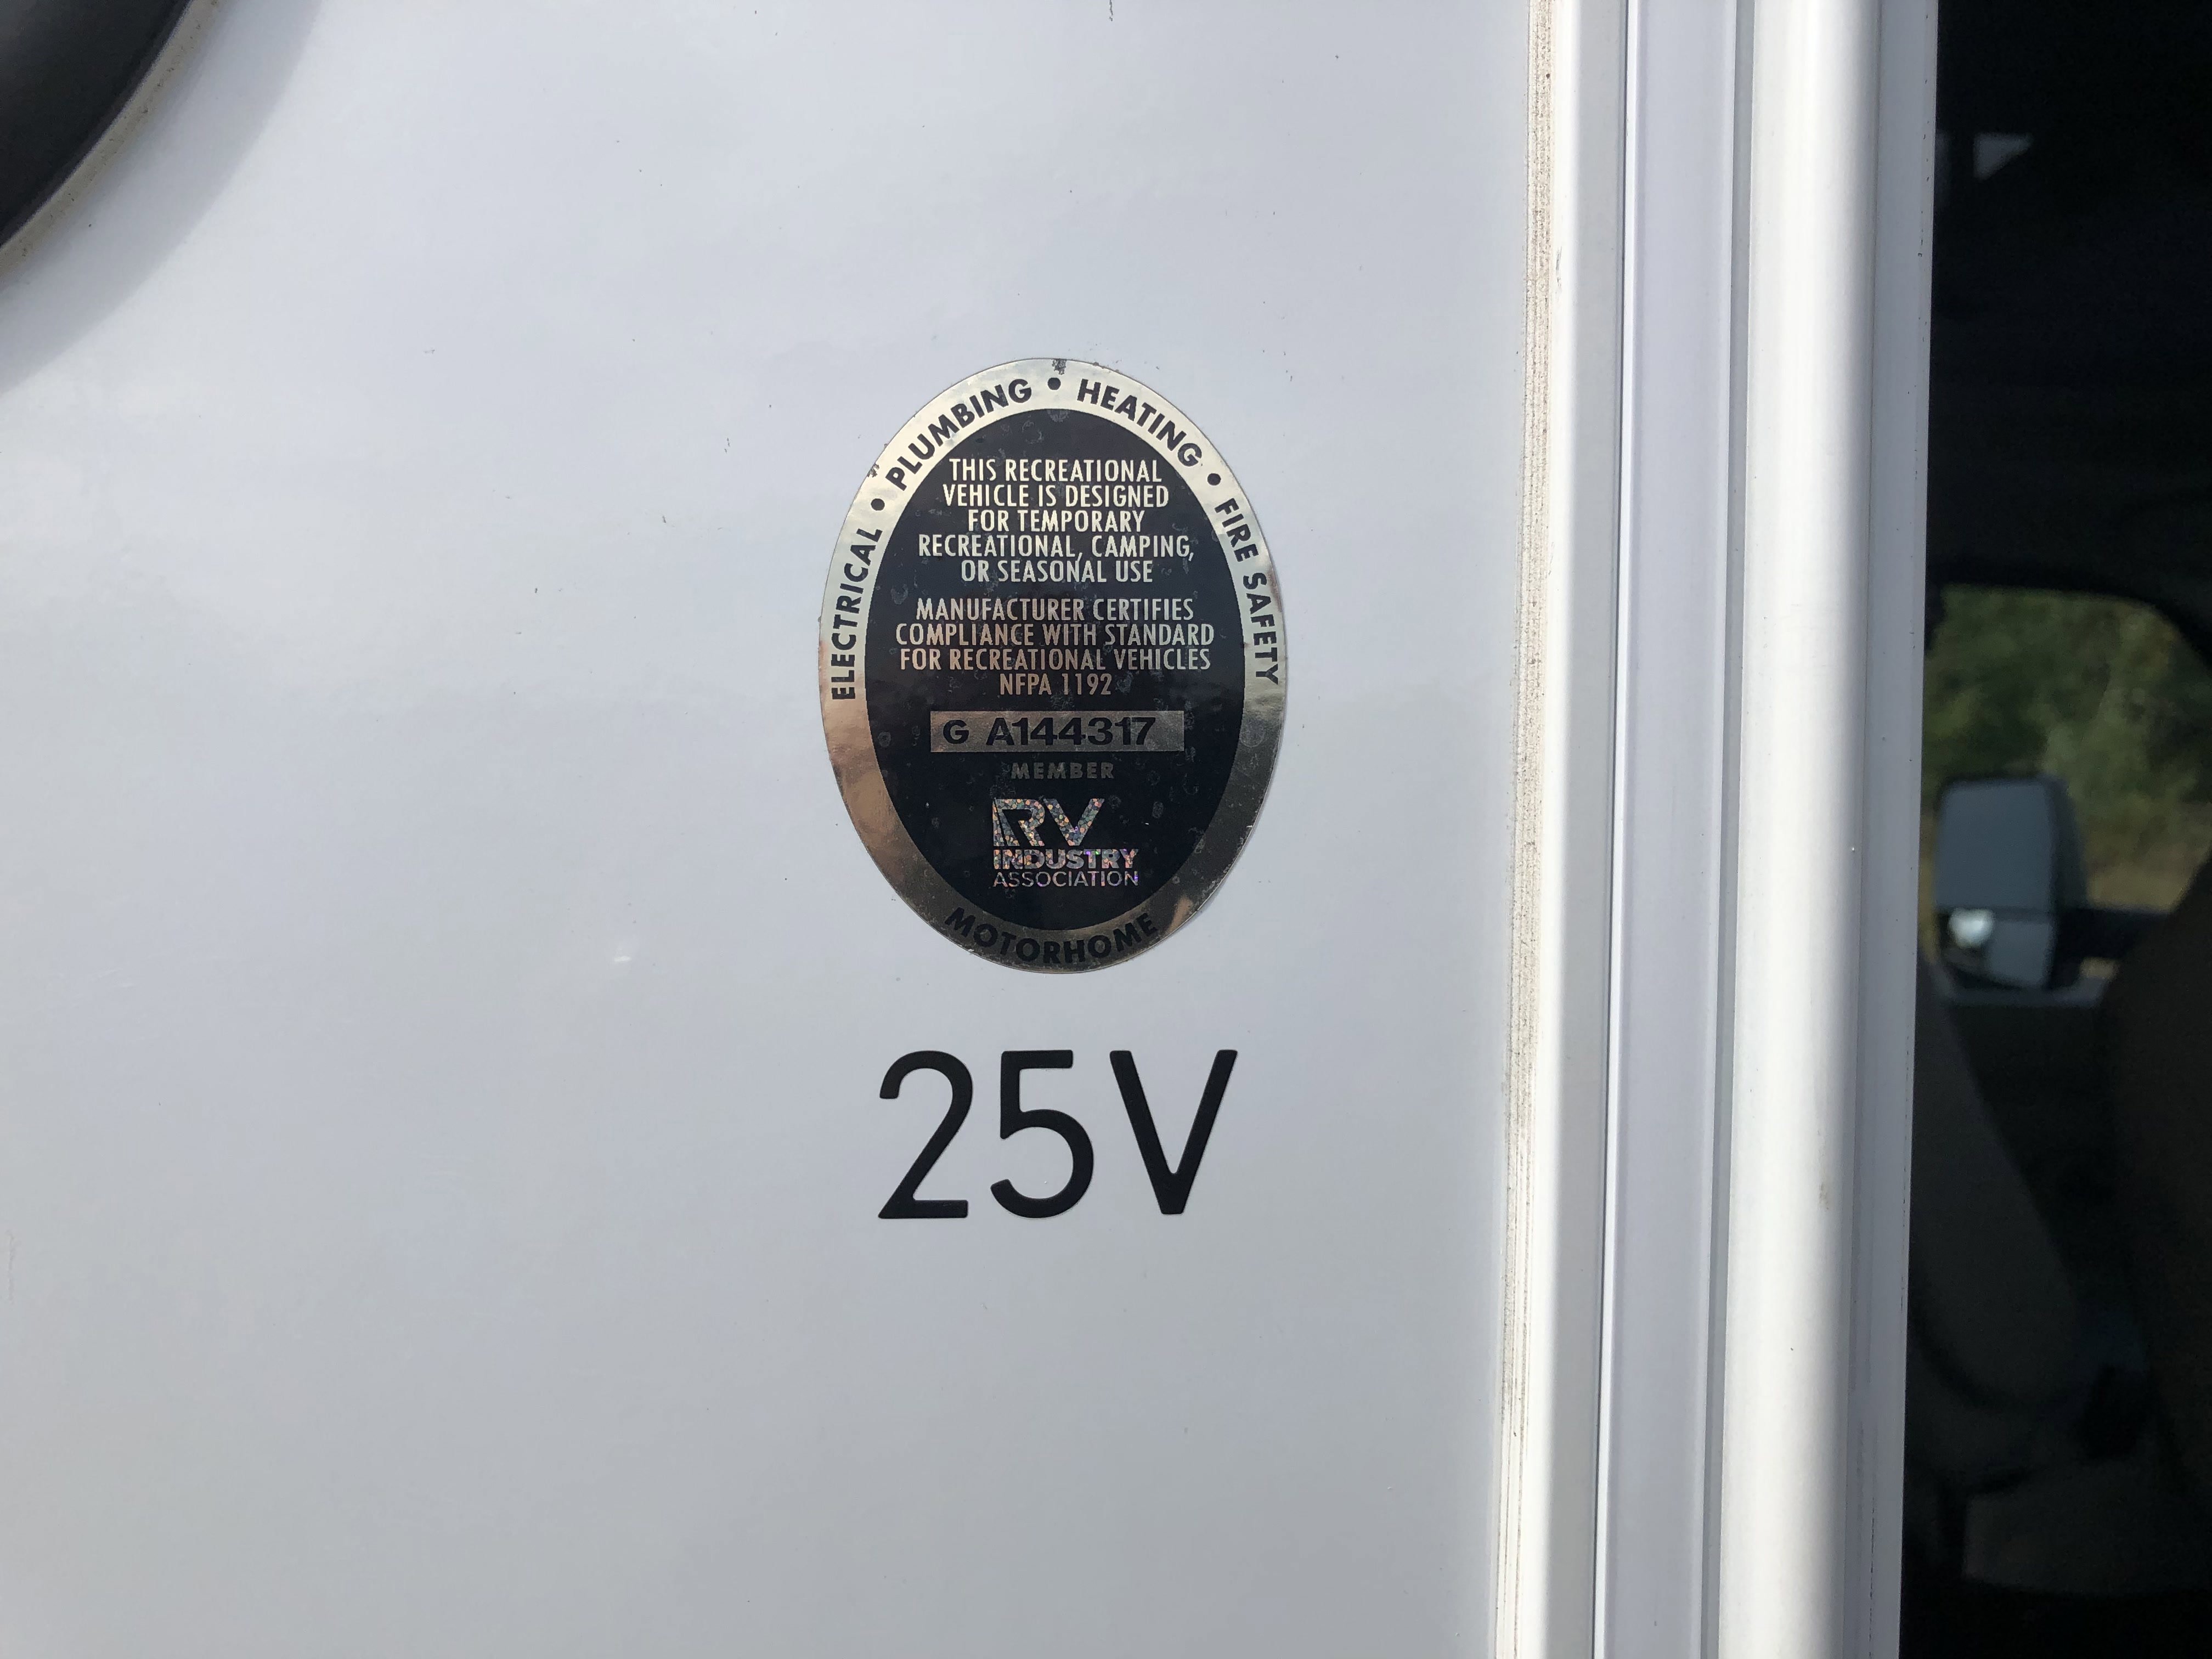 ELECTRICAL • PLUMBING • HEATING • FIRE SAFETY
THIS RECREATIONAL
VEHICLE IS DESIGNED
FOR TEMPORARY
RECREATIONAL, CAMPING,
OR SEASONAL USE
MANUFACTURER CERTIFIES
COMPLIANCE WITH STANDARD
FOR RECREATIONAL VEHICLES
NFPA 1192
G A144317
MEMBER
RV
INDUSTRY
ASSOCIATION
MOTORHOME
25V